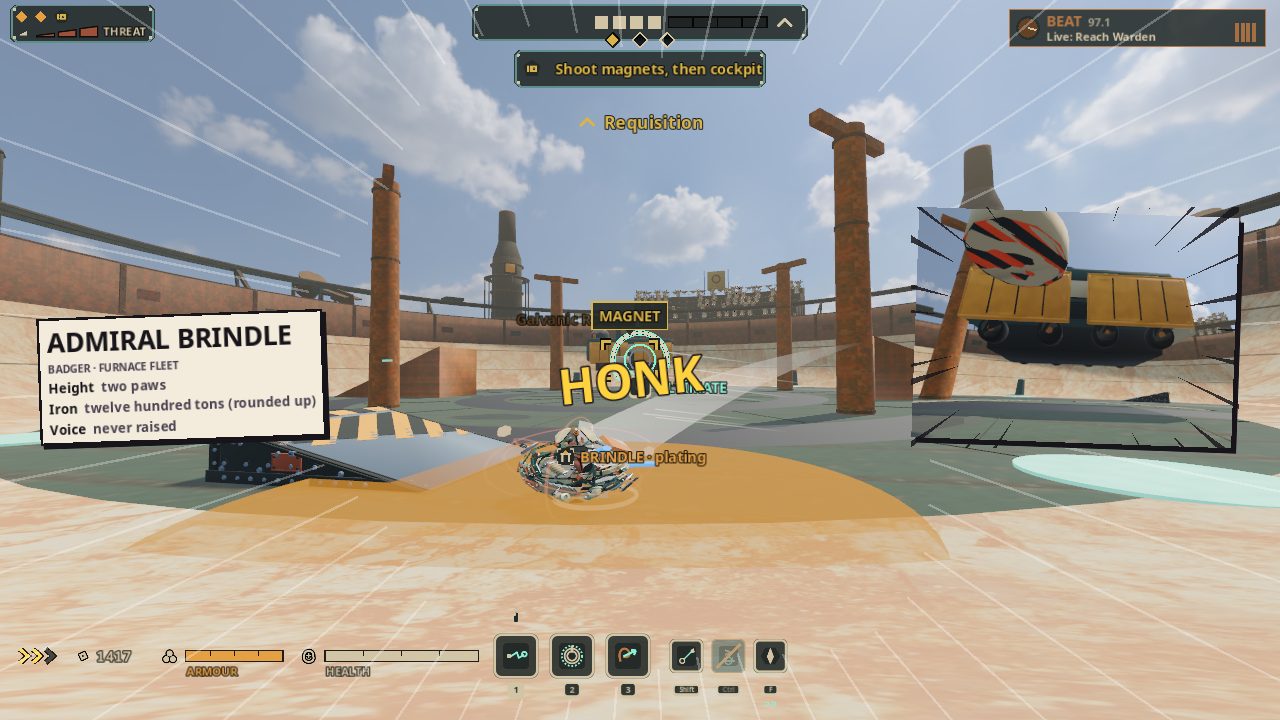 THREAT
BEAT 97.1
Live: Reach Warden
Shoot magnets, then cockpit
Requisition
MAGNET
HONK
ADMIRAL BRINDLE
BADGER · FURNACE FLEET
Height two paws
Iron twelve hundred tons (rounded up)
Voice never raised
BRINDLE · plating
1417
ARMOUR
HEALTH
1
2
3
Shift
Ctrl
F